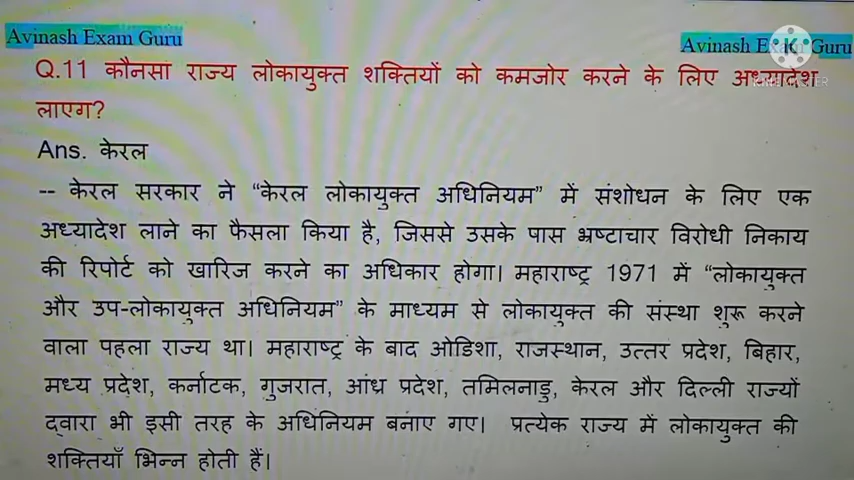 Avinash Exam Guru
Avinash Exam Guru
Q.11 कौनसा राज्य लोकायुक्त शक्तियों को कमजोर करने के लिए अध्यादेश
लाएग?
Ans. केरल
-- केरल सरकार ने “केरल लोकायुक्त अधिनियम” में संशोधन के लिए एक
अध्यादेश लाने का फैसला किया है, जिससे उसके पास भ्रष्टाचार विरोधी निकाय
की रिपोर्ट को खारिज करने का अधिकार होगा। महाराष्ट्र 1971 में “लोकायुक्त
और उप-लोकायुक्त अधिनियम” के माध्यम से लोकायुक्त की संस्था शुरू करने
वाला पहला राज्य था। महाराष्ट्र के बाद ओडिशा, राजस्थान, उत्तर प्रदेश, बिहार,
मध्य प्रदेश, कर्नाटक, गुजरात, आंध्र प्रदेश, तमिलनाडु, केरल और दिल्ली राज्यों
द्वारा भी इसी तरह के अधिनियम बनाए गए। प्रत्येक राज्य में लोकायुक्त की
शक्तियाँ भिन्न होती हैं।